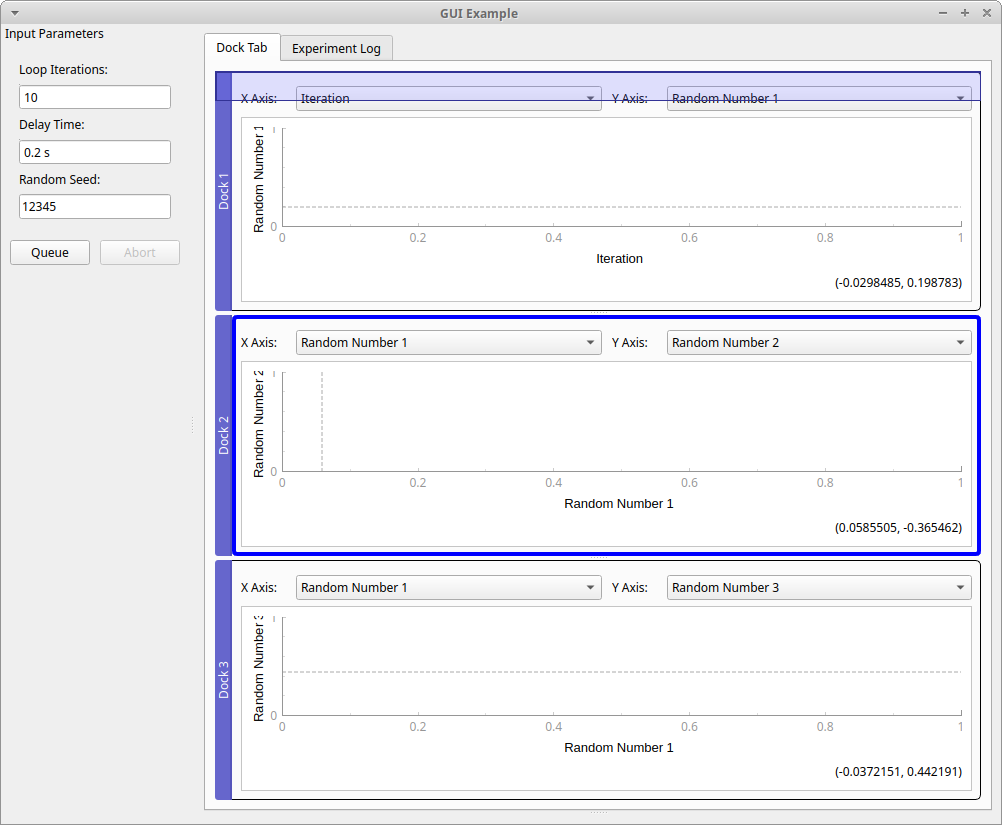 GUI Example
Input Parameters
Loop Iterations:
10
Delay Time:
0.2 s
Random Seed:
12345
Queue Abort
Dock Tab Experiment Log
Dock 1
X Axis: Iteration Y Axis: Random Number 1
Random Number 1
1
0
0 0.2 0.4 0.6 0.8 1
Iteration
(-0.0298485, 0.198783)
Dock 2
X Axis: Random Number 1 Y Axis: Random Number 2
Random Number 2
1
0
0 0.2 0.4 0.6 0.8 1
Random Number 1
(0.0585505, -0.365462)
Dock 3
X Axis: Random Number 1 Y Axis: Random Number 3
Random Number 3
1
0
0 0.2 0.4 0.6 0.8 1
Random Number 1
(-0.0372151, 0.442191)